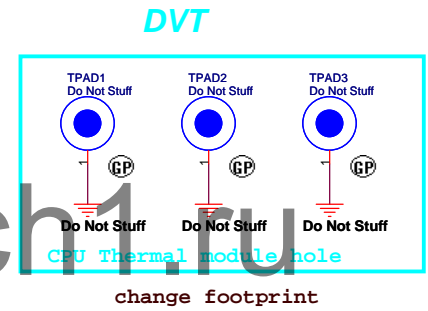 DVT
TPAD1 TPAD2 TPAD3
Do Not Stuff Do Not Stuff Do Not Stuff
1 GP 1 GP 1 GP
Do Not Stuff Do Not Stuff Do Not Stuff
ch1.ru
CPU Thermal module hole
change footprint